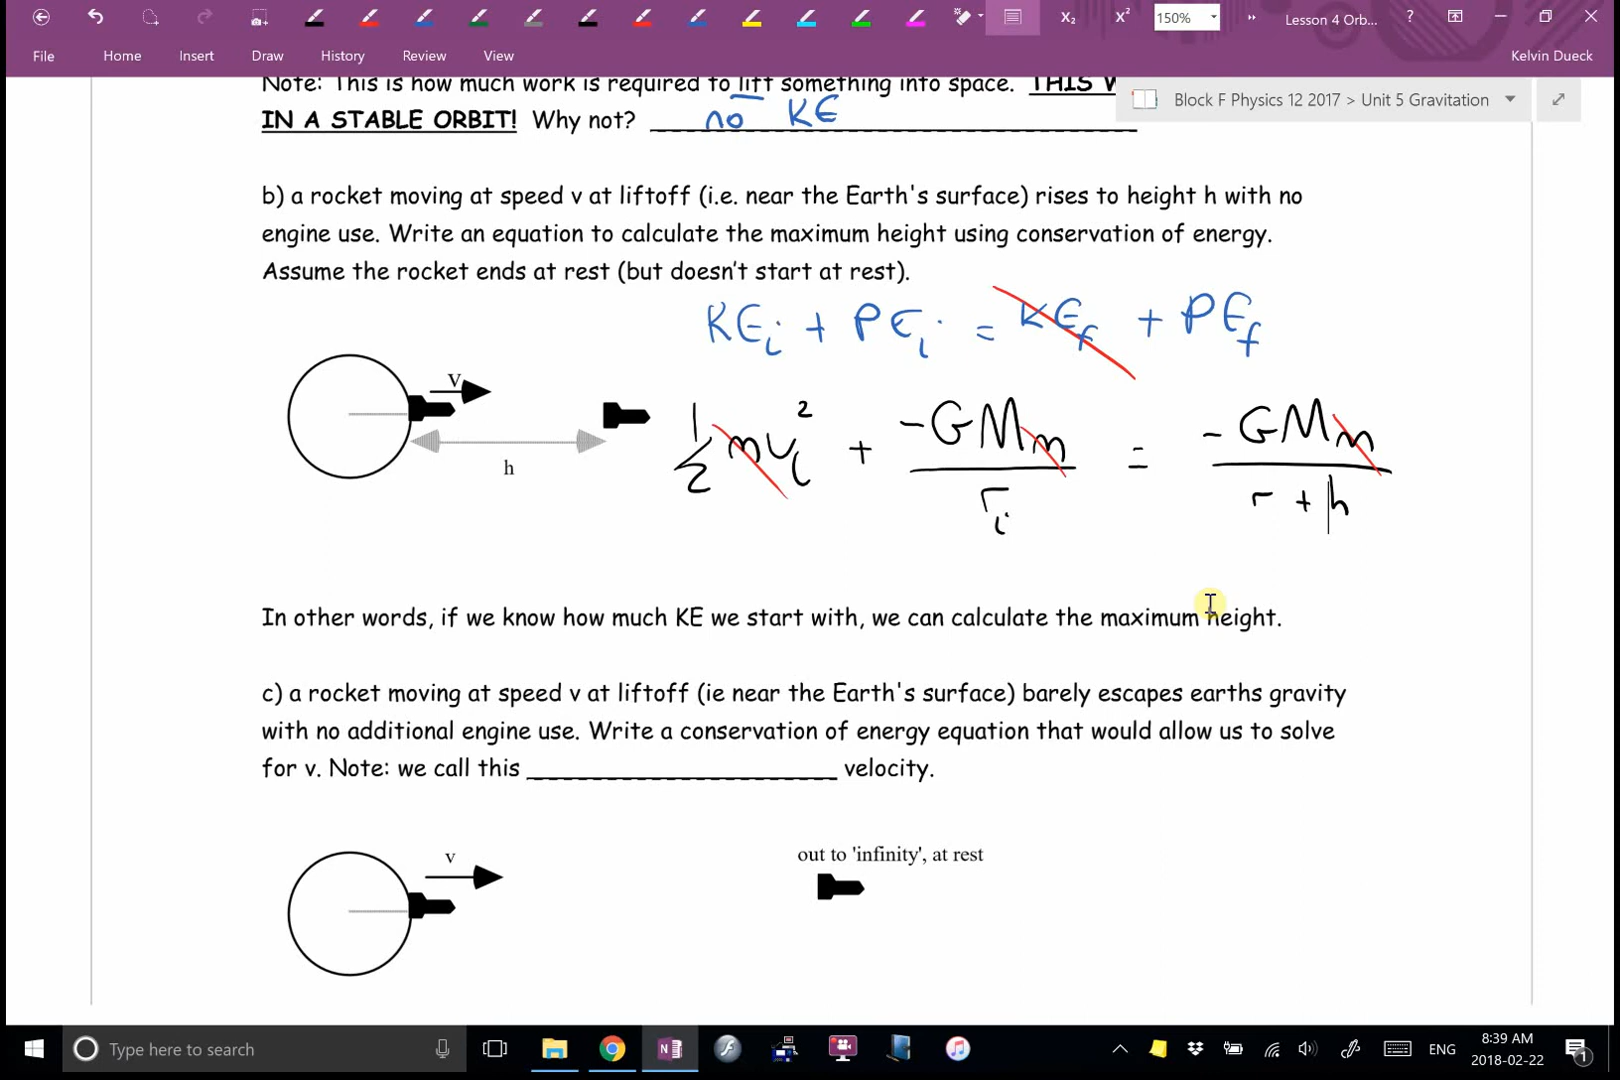 X₂ X² 150% Lesson 4 Orb... ?
File Home Insert Draw History Review View Kelvin Dueck
Block F Physics 12 2017 > Unit 5 Gravitation
Note: This is how much work is required to lift something into space. THIS W
IN A STABLE ORBIT! Why not? no KE
b) a rocket moving at speed v at liftoff (i.e. near the Earth's surface) rises to height h with no
engine use. Write an equation to calculate the maximum height using conservation of energy.
Assume the rocket ends at rest (but doesn't start at rest).
KEi + PEi = KEf + PEf
v
h
1/2 mvi² + -GMm/ri = -GMm/r + h
In other words, if we know how much KE we start with, we can calculate the maximum height.
c) a rocket moving at speed v at liftoff (ie near the Earth's surface) barely escapes earths gravity
with no additional engine use. Write a conservation of energy equation that would allow us to solve
for v. Note: we call this ____________________ velocity.
v
out to 'infinity', at rest
Type here to search
ENG
8:39 AM
2018-02-22
1